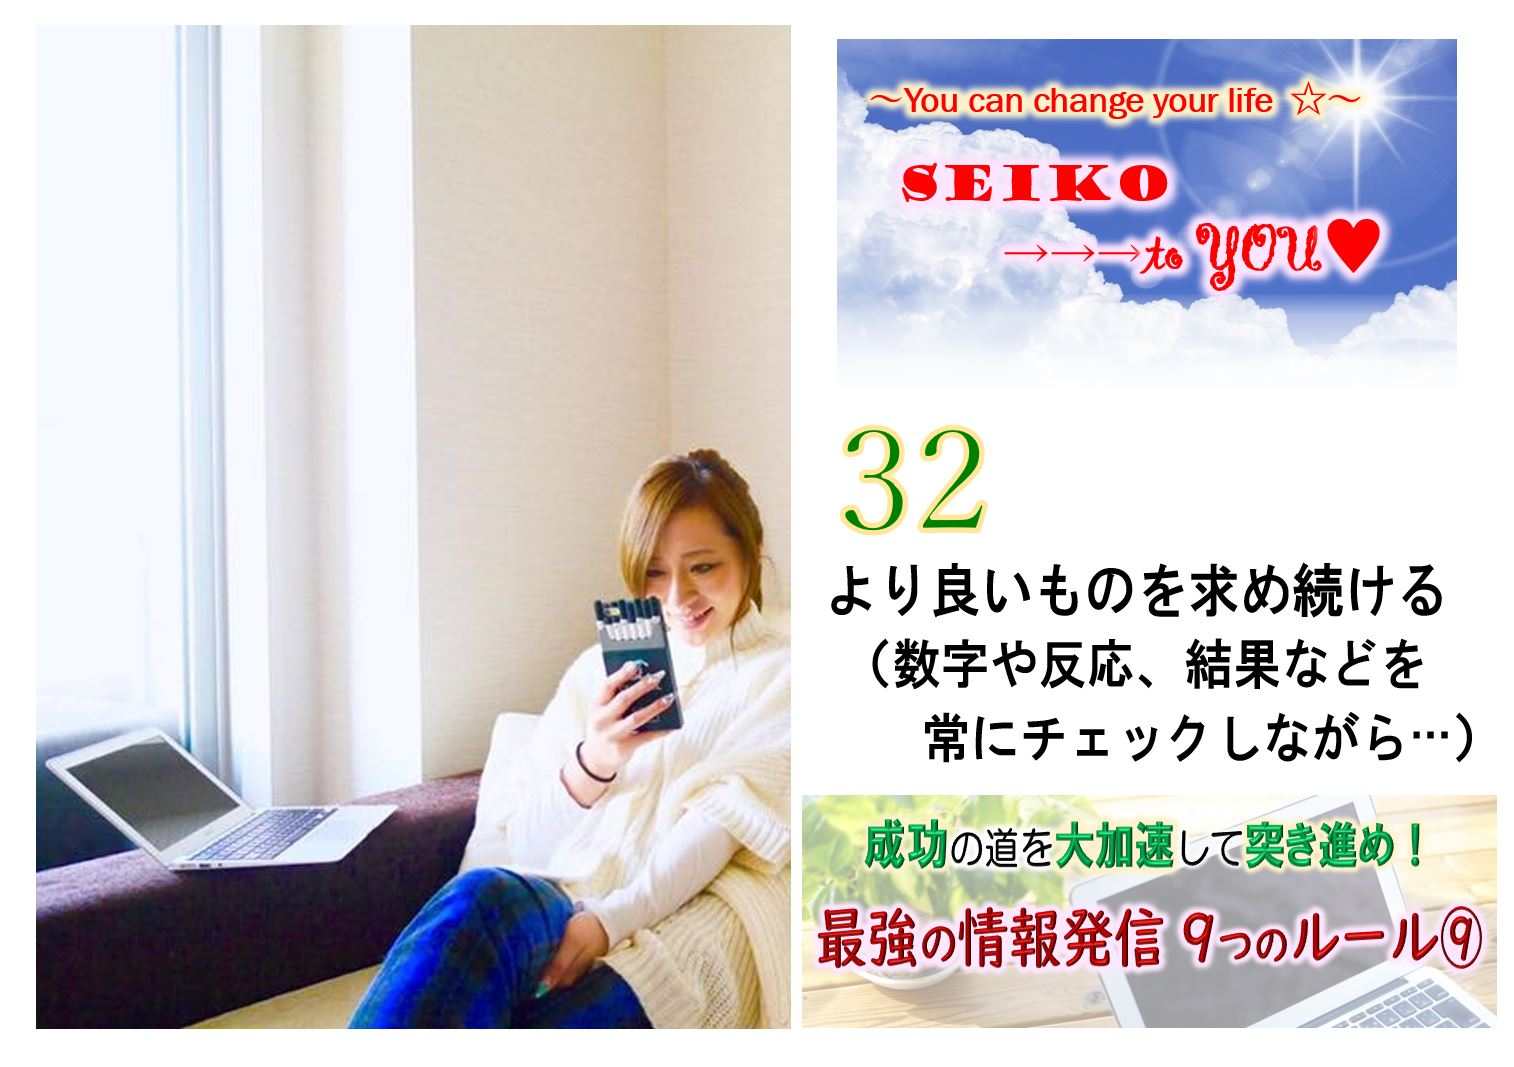 ～You can change your life ☆～
SEIKO
→→→to YOU♥
32
より良いものを求め続ける
（数字や反応、結果などを
常にチェックしながら…）
成功の道を大加速して突き進め！
最強の情報発信 9つのルール⑨